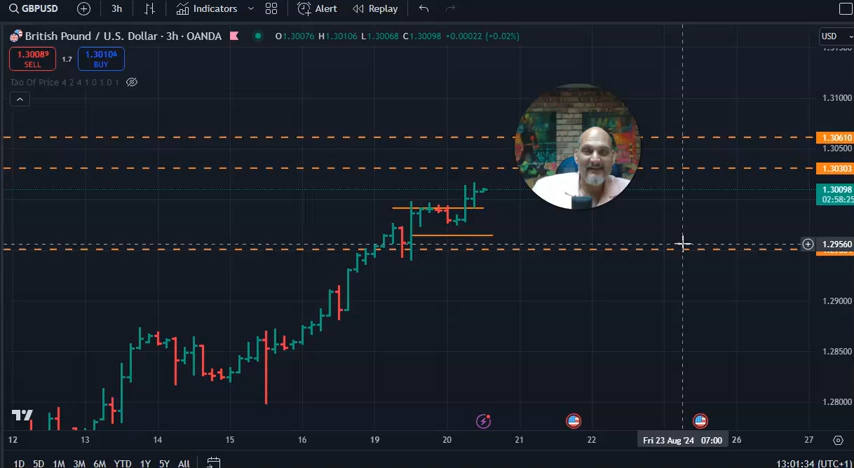 GBPUSD 3h Indicators Alert Replay
British Pound / U.S. Dollar · 3h · OANDA O1.30076 H1.30106 L1.30068 C1.30098 +0.00022 (+0.02%) USD
1.30089 SELL 1.7 1.30106 BUY
Txo Of Price 4 2 4 1 0 1 0 1
1.31000
1.30610
1.30500
1.30303
1.30098
02:58:25
1.29560
1.29000
1.28500
1.28000
12 13 14 15 16 19 20 21 22 Fri 23 Aug '24 07:00 26 27
1D 5D 1M 3M 6M YTD 1Y 5Y All 13:01:34 (UTC+1)